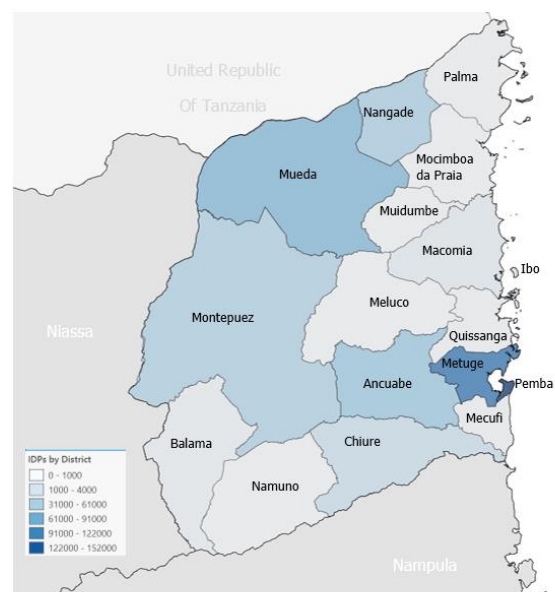 United Republic
Of Tanzania
Palma
Nangade
Mocimboa
da Praia
Mueda
Muidumbe
Macomia
Ibo
Meluco
Montepuez
Niassa
Quissanga
Metuge
Pemba
Ancuabe
Mecufi
Balama
Chiure
Namuno
IDPs by District
0 - 1000
1000 - 4000
31000 - 61000
61000 - 91000
91000 - 122000
122000 - 152000
Nampula